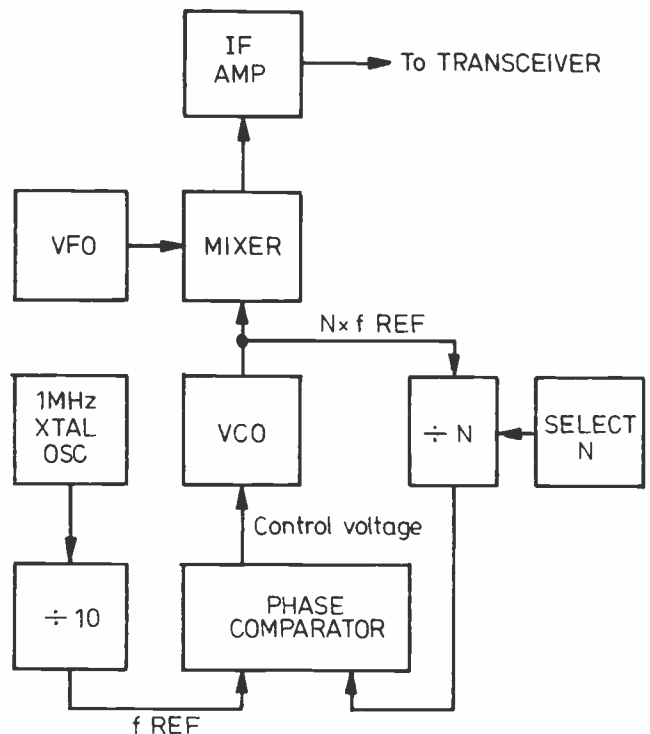 IF
AMP
To TRANSCEIVER
VFO
MIXER
N× f REF
1MHz
XTAL
OSC
VCO
÷ N
SELECT
N
Control voltage
÷ 10
PHASE
COMPARATOR
f REF